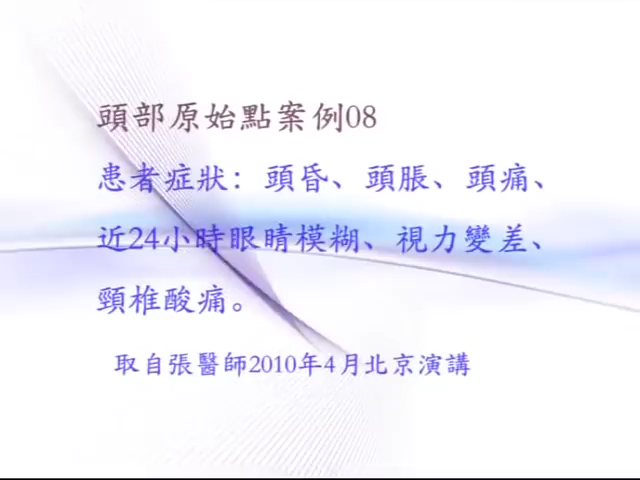 頭部原始點案例08
患者症狀：頭昏、頭脹、頭痛、
近24小時眼睛模糊、視力變差、
頸椎酸痛。
取自張醫師2010年4月北京演講